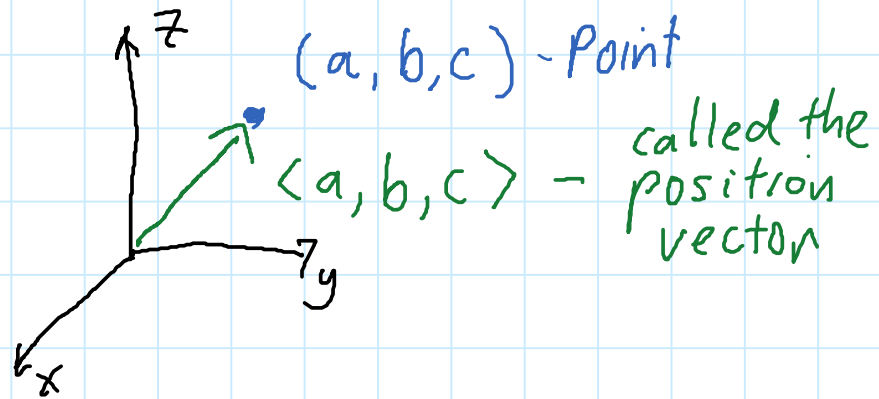 z
(a, b, c) - Point
<a, b, c> - called the
position
vector
y
x